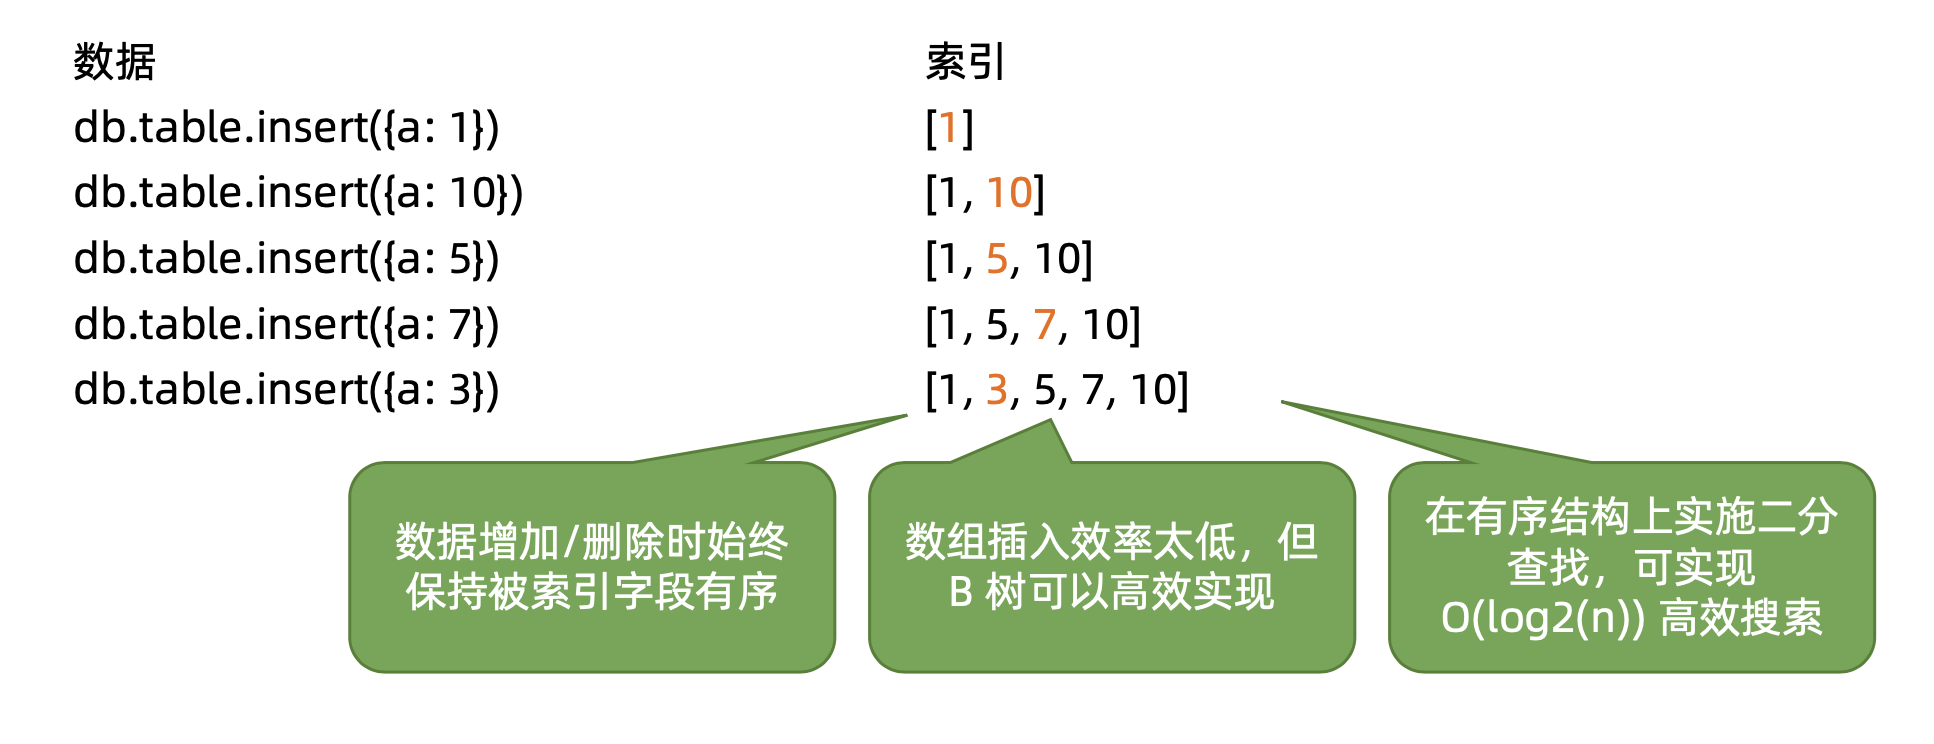 数据
索引
db.table.insert({a: 1})
[1]
db.table.insert({a: 10})
[1, 10]
db.table.insert({a: 5})
[1, 5, 10]
db.table.insert({a: 7})
[1, 5, 7, 10]
db.table.insert({a: 3})
[1, 3, 5, 7, 10]
数据增加/删除时始终
保持被索引字段有序
数组插入效率太低，但
B 树可以高效实现
在有序结构上实施二分
查找，可实现
O(log2(n)) 高效搜索